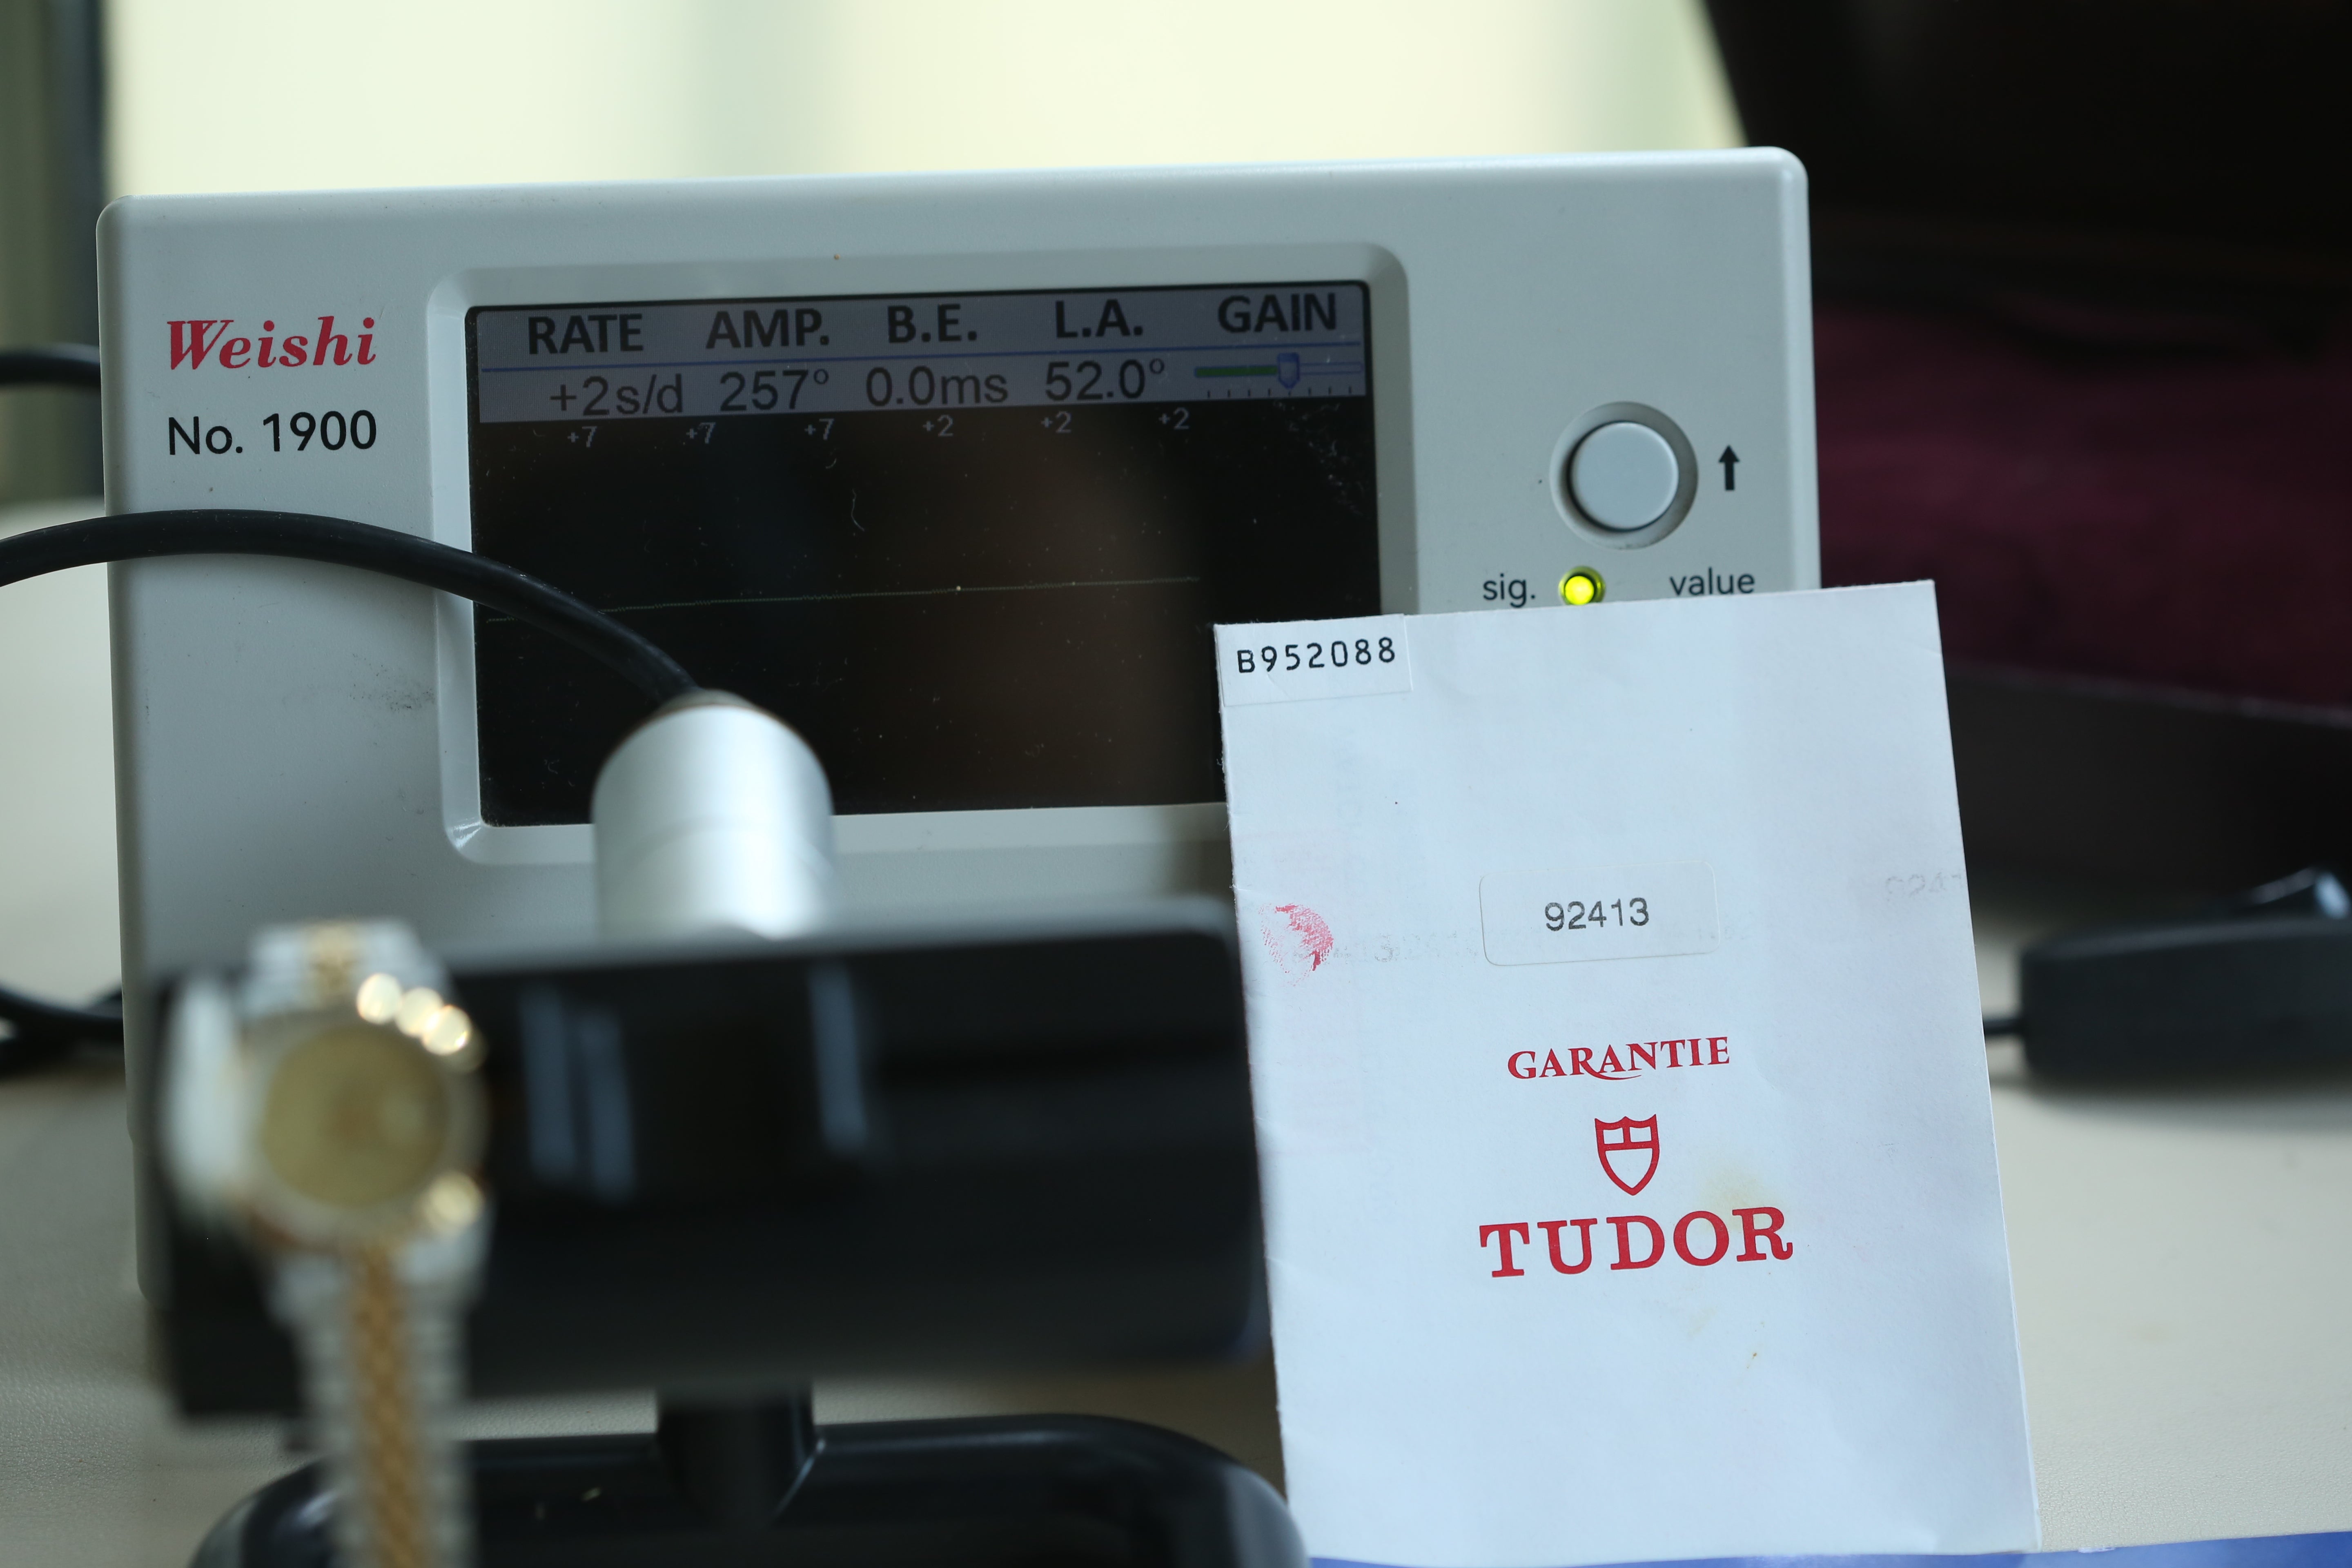 Weishi
No. 1900
RATE AMP. B.E. L.A. GAIN
+2s/d 257° 0.0ms 52.0°
+7 +7 +7 +2 +2 +2
↑
sig. value
B952088
92413
GARANTIE
TUDOR